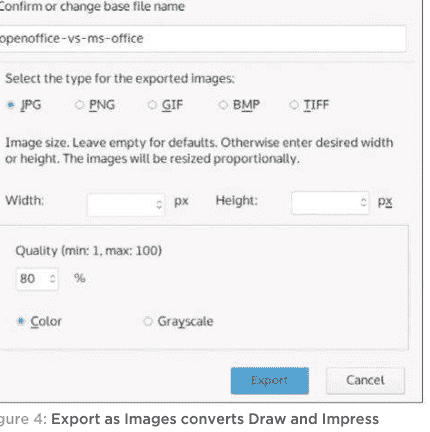 Confirm or change base file name
openoffice-vs-ms-office
Select the type for the exported images:
JPG PNG GIF BMP TIFF
Image size. Leave empty for defaults. Otherwise enter desired width
or height. The images will be resized proportionally.
Width: px Height: px
Quality (min: 1, max: 100)
80 %
Color Grayscale
Export Cancel
gure 4: Export as Images converts Draw and Impress